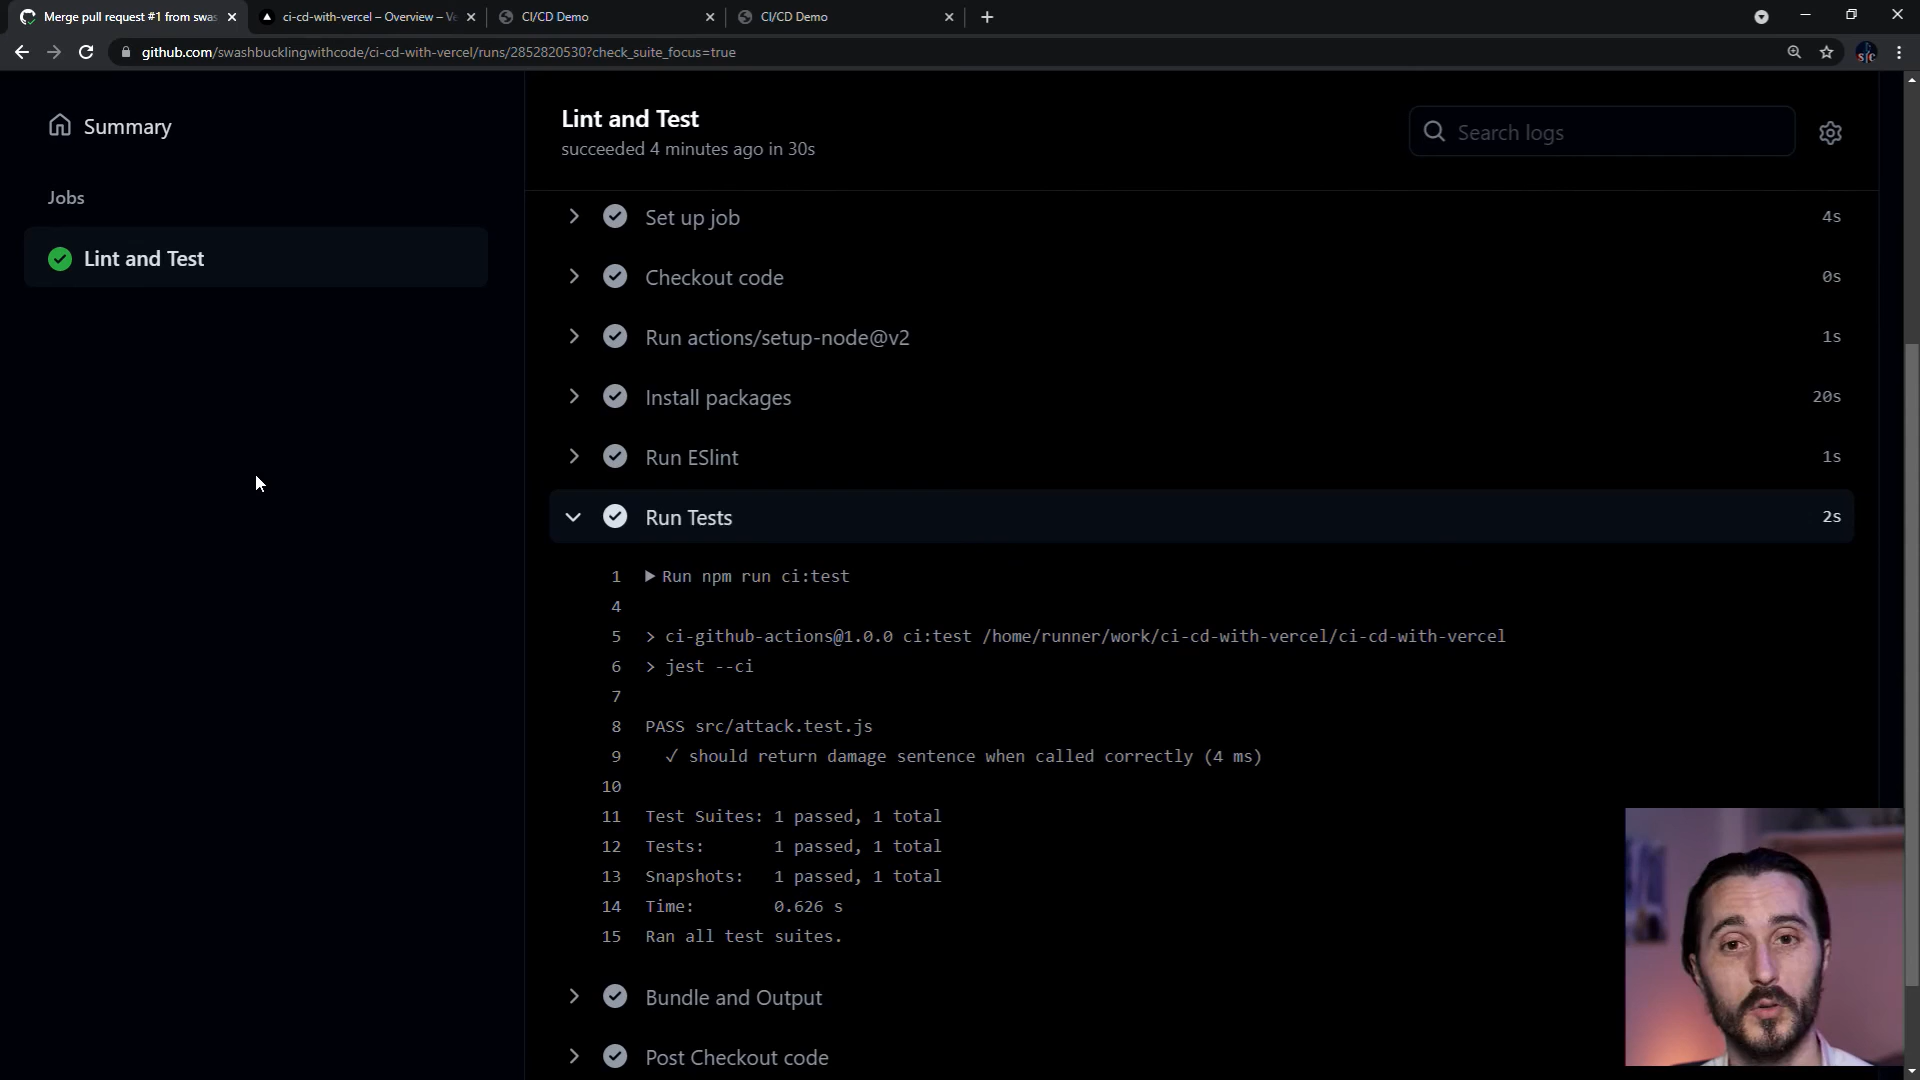 Merge pull request #1 from swas
ci-cd-with-vercel – Overview – Ve
CI/CD Demo
CI/CD Demo
github.com/swashbucklingwithcode/ci-cd-with-vercel/runs/2852820530?check_suite_focus=true
Summary
Jobs
Lint and Test
Lint and Test
succeeded 4 minutes ago in 30s
Search logs
Set up job 4s
Checkout code 0s
Run actions/setup-node@v2 1s
Install packages 20s
Run ESlint 1s
Run Tests 2s
1 ▶ Run npm run ci:test
4
5 > ci-github-actions@1.0.0 ci:test /home/runner/work/ci-cd-with-vercel/ci-cd-with-vercel
6 > jest --ci
7
8 PASS src/attack.test.js
9 ✓ should return damage sentence when called correctly (4 ms)
10
11 Test Suites: 1 passed, 1 total
12 Tests: 1 passed, 1 total
13 Snapshots: 1 passed, 1 total
14 Time: 0.626 s
15 Ran all test suites.
Bundle and Output
Post Checkout code